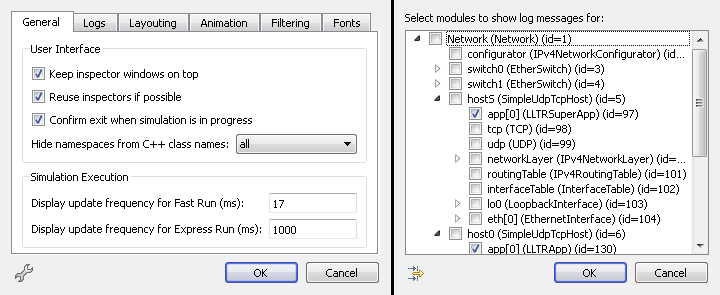 General Logs Layouting Animation Filtering Fonts
User Interface
Keep inspector windows on top
Reuse inspectors if possible
Confirm exit when simulation is in progress
Hide namespaces from C++ class names: all
Simulation Execution
Display update frequency for Fast Run (ms): 17
Display update frequency for Express Run (ms): 1000
OK Cancel
Select modules to show log messages for:
Network (Network) (id=1)
configurator (IPv4NetworkConfigurator) (id=...
switch0 (EtherSwitch) (id=3)
switch1 (EtherSwitch) (id=4)
host5 (SimpleUdpTcpHost) (id=5)
app[0] (LLTRSuperApp) (id=97)
tcp (TCP) (id=98)
udp (UDP) (id=99)
networkLayer (IPv4NetworkLayer) (id=...
routingTable (IPv4RoutingTable) (id=101)
interfaceTable (InterfaceTable) (id=102)
lo0 (LoopbackInterface) (id=103)
eth[0] (EthernetInterface) (id=104)
host0 (SimpleUdpTcpHost) (id=6)
app[0] (LLTRApp) (id=130)
OK Cancel